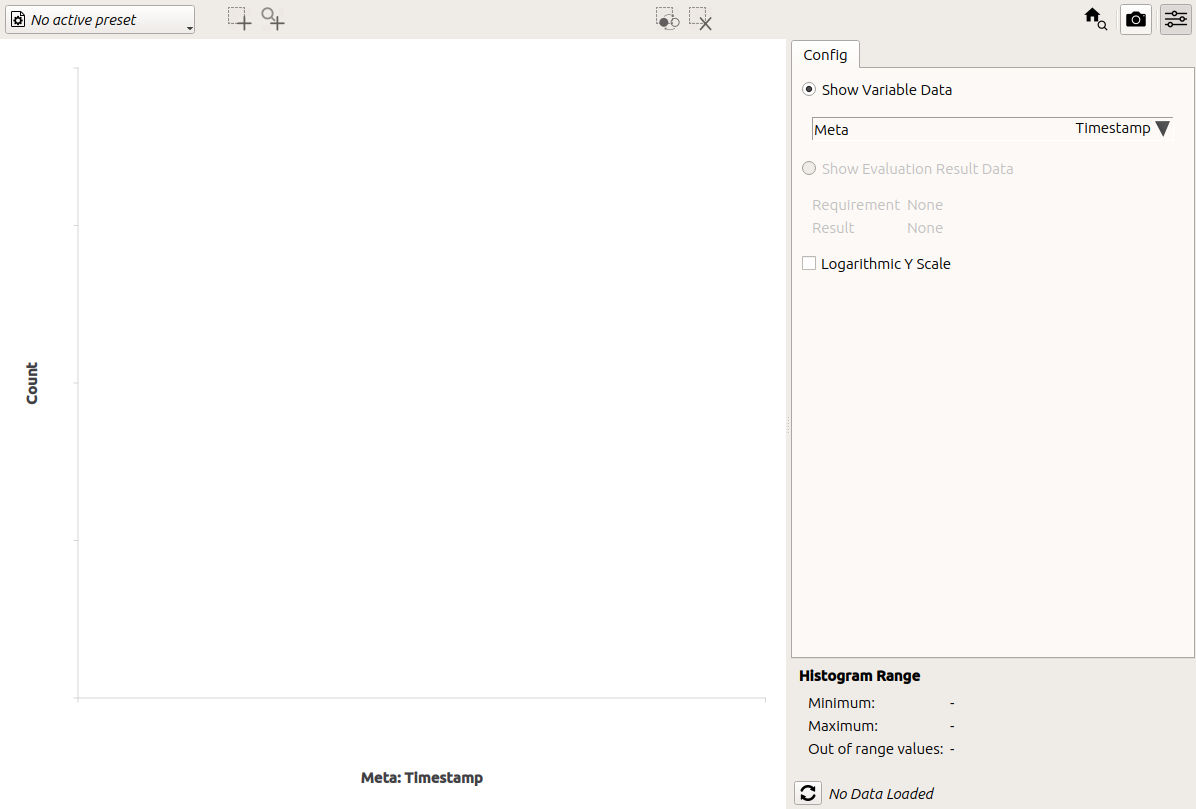 No active preset
Config
Show Variable Data
Meta Timestamp
Show Evaluation Result Data
Requirement None
Result None
Logarithmic Y Scale
Count
Meta: Timestamp
Histogram Range
Minimum: -
Maximum: -
Out of range values: -
No Data Loaded